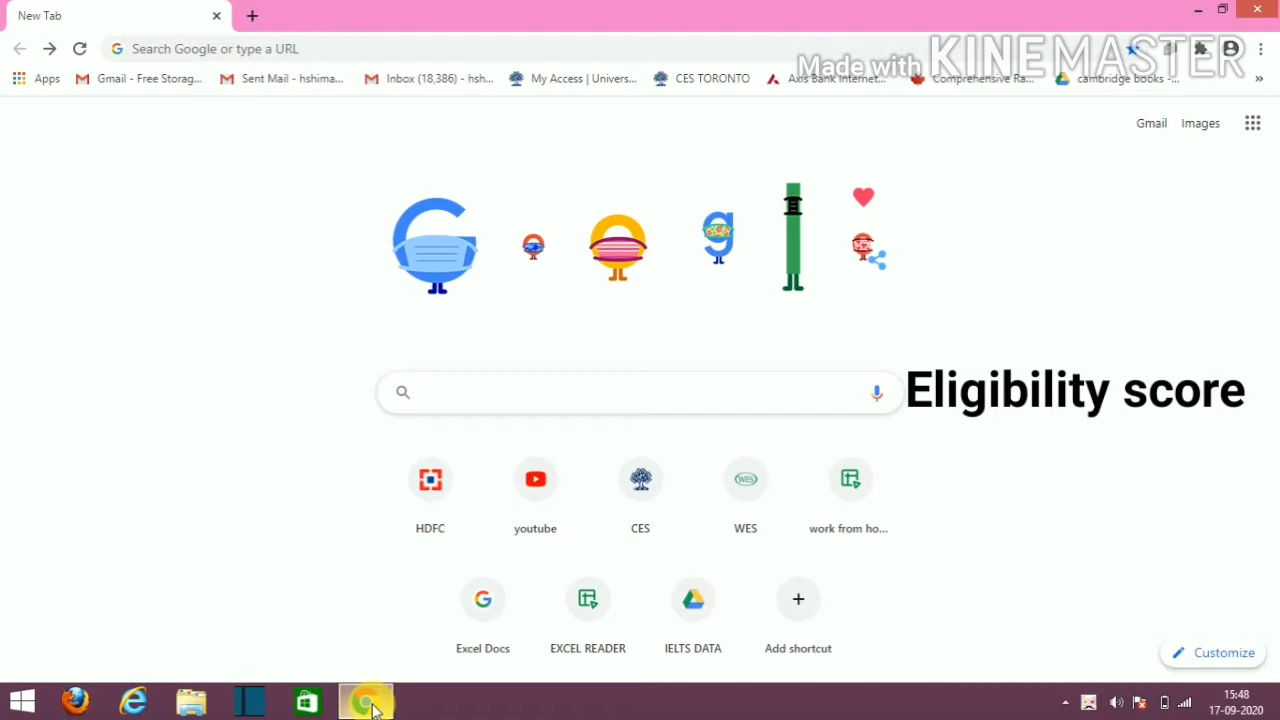 New Tab
Search Google or type a URL
Made with KINEMASTER
Apps
Gmail - Free Storag...
Sent Mail - hshima...
Inbox (18,386) - hsh...
My Access | Univers...
CES TORONTO
Axis Bank Internet...
Comprehensive Ra...
cambridge books -...
Gmail
Images
Eligibility score
HDFC
youtube
CES
WES
WES
work from ho...
Excel Docs
EXCEL READER
IELTS DATA
Add shortcut
Customize
15:48
17-09-2020